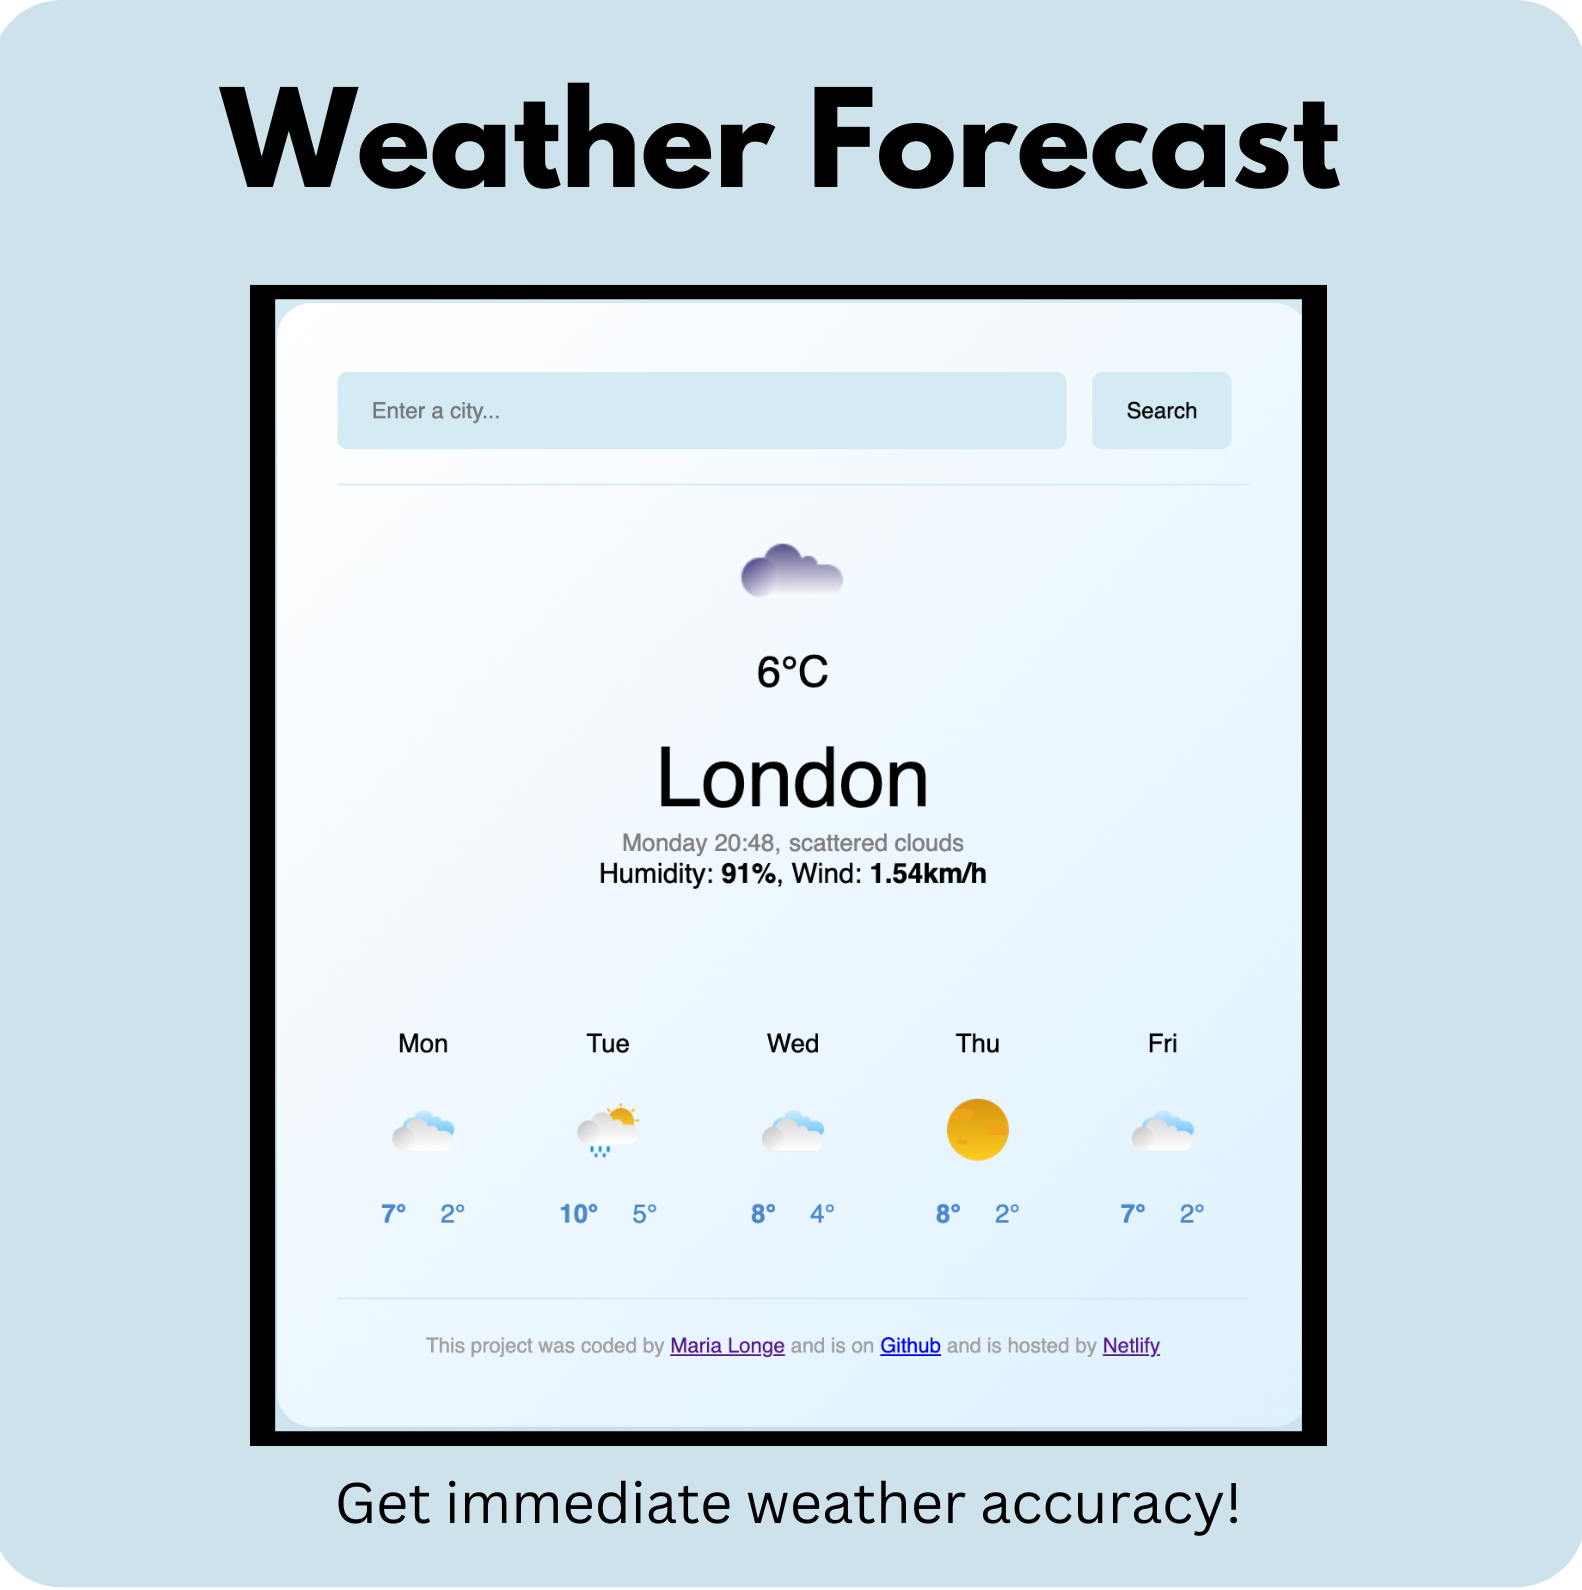 Weather Forecast
Enter a city...
Search
6°C
London
Monday 20:48, scattered clouds
Humidity: 91%, Wind: 1.54km/h
Mon Tue Wed Thu Fri
7° 2° 10° 5° 8° 4° 8° 2° 7° 2°
This project was coded by Maria Longe and is on Github and is hosted by Netlify
Get immediate weather accuracy!